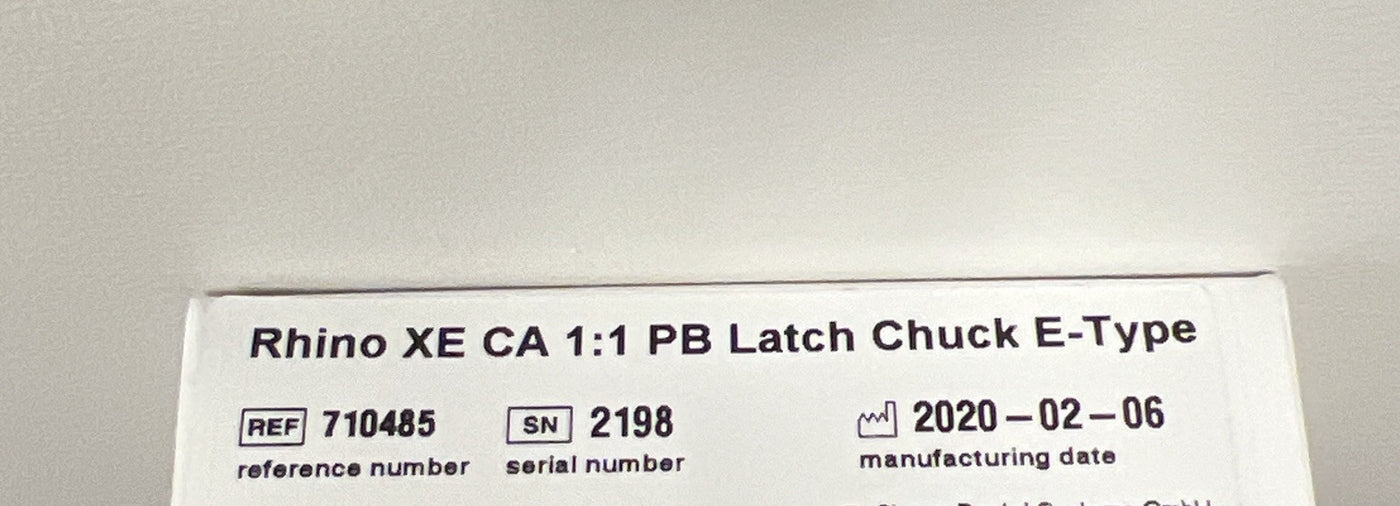 Rhino XE CA 1:1 PB Latch Chuck E-Type
REF 710485 SN 2198 2020-02-06
reference number serial number manufacturing date